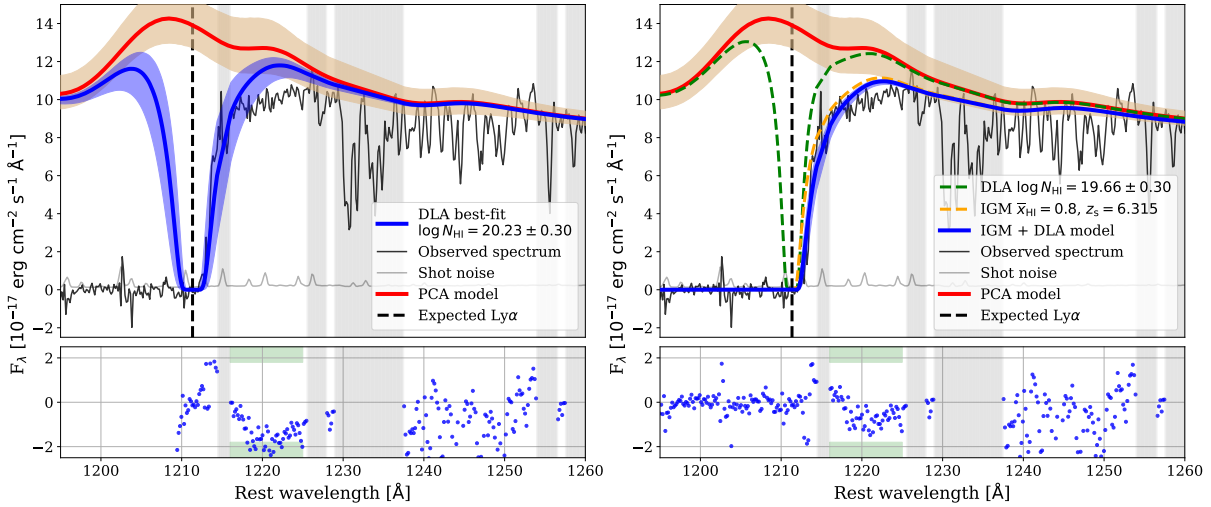 14
12
10
8
6
4
2
0
−2
F_λ [10⁻¹⁷ erg cm⁻² s⁻¹ Å⁻¹]
DLA best-fit
log N_HI = 20.23 ± 0.30
Observed spectrum
Shot noise
PCA model
Expected Lyα
2
0
−2
1200 1210 1220 1230 1240 1250 1260
Rest wavelength [Å]
14
12
10
8
6
4
2
0
−2
F_λ [10⁻¹⁷ erg cm⁻² s⁻¹ Å⁻¹]
DLA log N_HI = 19.66 ± 0.30
IGM x̅_HI = 0.8, z_s = 6.315
IGM + DLA model
Observed spectrum
Shot noise
PCA model
Expected Lyα
2
0
−2
1200 1210 1220 1230 1240 1250 1260
Rest wavelength [Å]